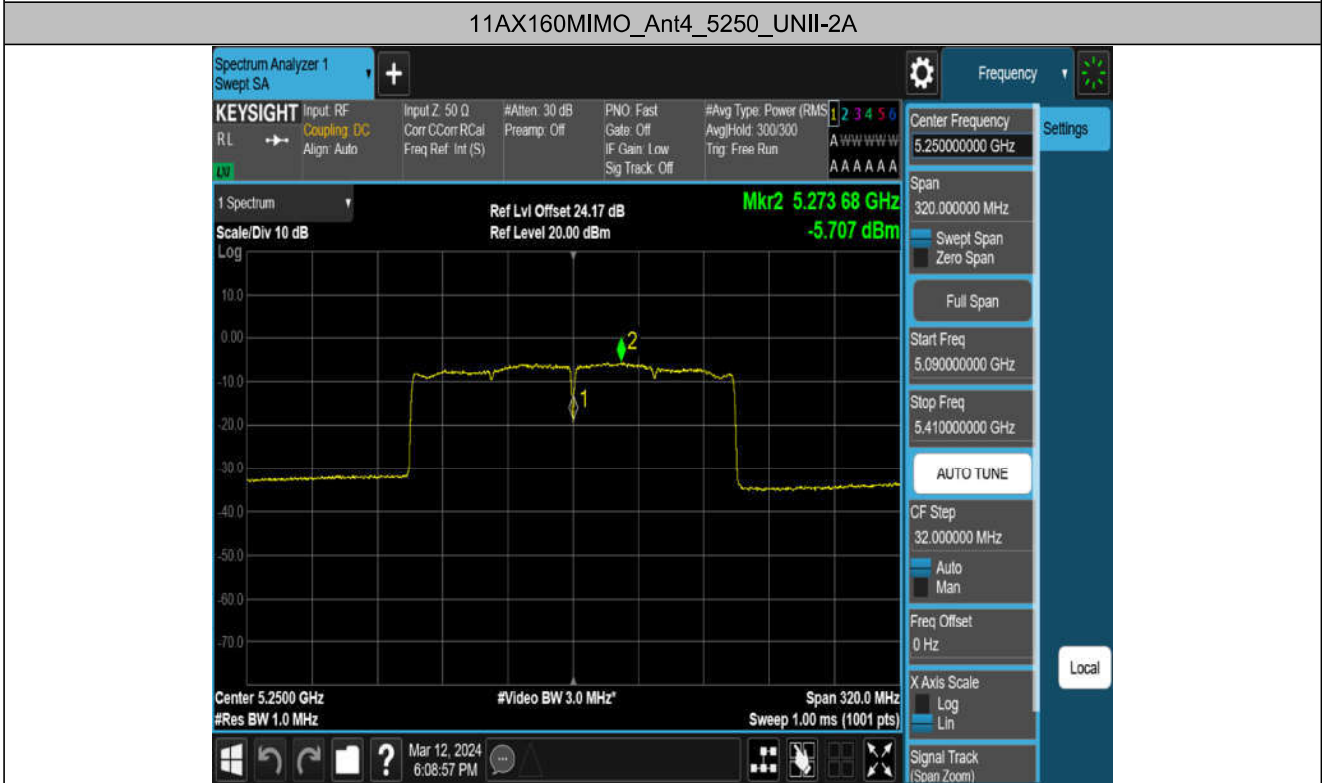 11AX160MIMO_Ant4_5250_UNII-2A
Spectrum Analyzer 1
Swept SA
+
Frequency
KEYSIGHT
RL
LXI
Input: RF
Coupling: DC
Align: Auto
Input Z: 50 Ω
Corr CCorr RCal
Freq Ref: Int (S)
#Atten: 30 dB
Preamp: Off
PNO: Fast
Gate: Off
IF Gain: Low
Sig Track: Off
#Avg Type: Power (RMS
Avg|Hold: 300/300
Trig: Free Run
1 2 3 4 5 6
A W W W W W
A A A A A A
1 Spectrum
Scale/Div 10 dB
Log
Ref Lvl Offset 24.17 dB
Ref Level 20.00 dBm
Mkr2 5.273 68 GHz
-5.707 dBm
10.0
0.00
-10.0
-20.0
-30.0
-40.0
-50.0
-60.0
-70.0
2
1
Center 5.2500 GHz
#Res BW 1.0 MHz
#Video BW 3.0 MHz*
Span 320.0 MHz
Sweep 1.00 ms (1001 pts)
?
Mar 12, 2024
6:08:57 PM
Center Frequency
5.250000000 GHz
Settings
Span
320.000000 MHz
Swept Span
Zero Span
Full Span
Start Freq
5.090000000 GHz
Stop Freq
5.410000000 GHz
AUTO TUNE
CF Step
32.000000 MHz
Auto
Man
Freq Offset
0 Hz
X Axis Scale
Log
Lin
Local
Signal Track
(Span Zoom)